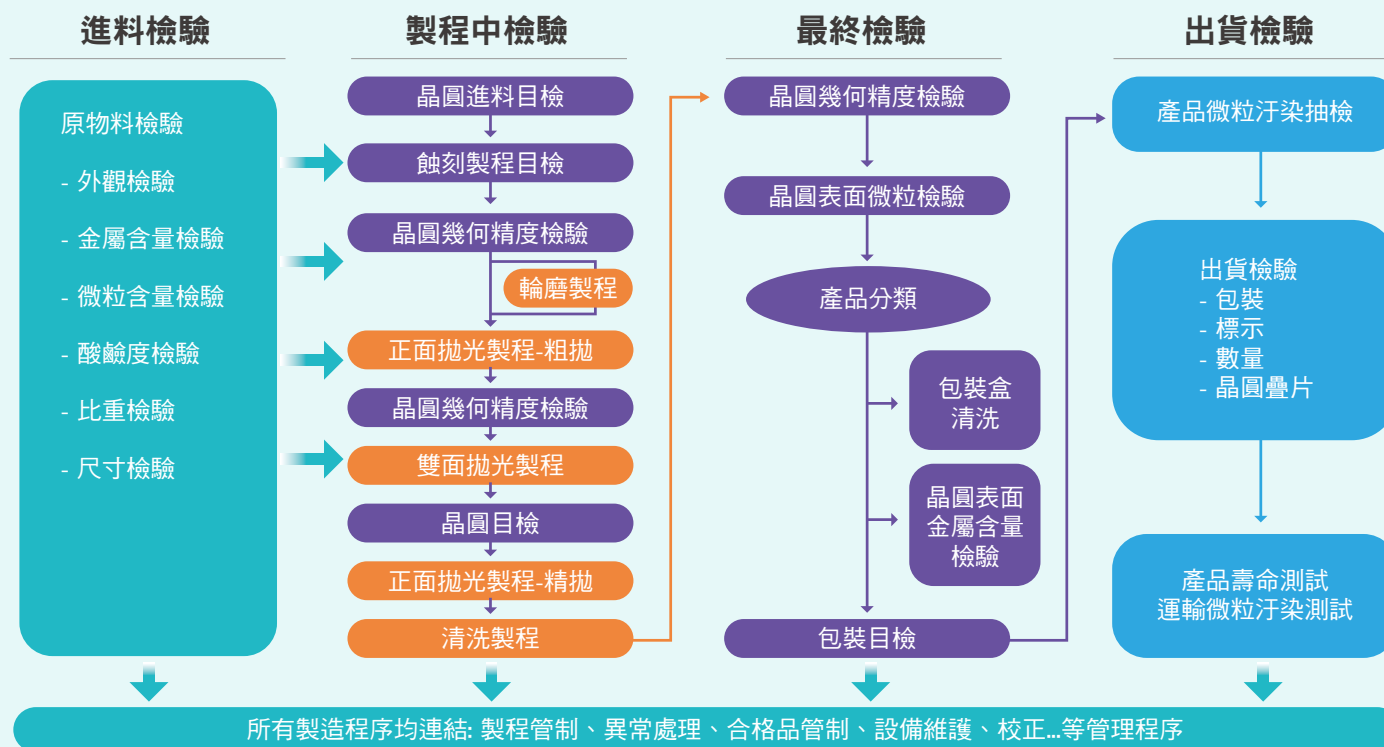 進料檢驗
原物料檢驗
- 外觀檢驗
- 金屬含量檢驗
- 微粒含量檢驗
- 酸鹼度檢驗
- 比重檢驗
- 尺寸檢驗
製程中檢驗
晶圓進料目檢
蝕刻製程目檢
晶圓幾何精度檢驗
輪磨製程
正面拋光製程-粗拋
晶圓幾何精度檢驗
雙面拋光製程
晶圓目檢
正面拋光製程-精拋
清洗製程
最終檢驗
晶圓幾何精度檢驗
晶圓表面微粒檢驗
產品分類
包裝盒
清洗
晶圓表面
金屬含量
檢驗
包裝目檢
出貨檢驗
產品微粒汙染抽檢
出貨檢驗
- 包裝
- 標示
- 數量
- 晶圓疊片
產品壽命測試
運輸微粒汙染測試
所有製造程序均連結: 製程管制、異常處理、合格品管制、設備維護、校正...等管理程序